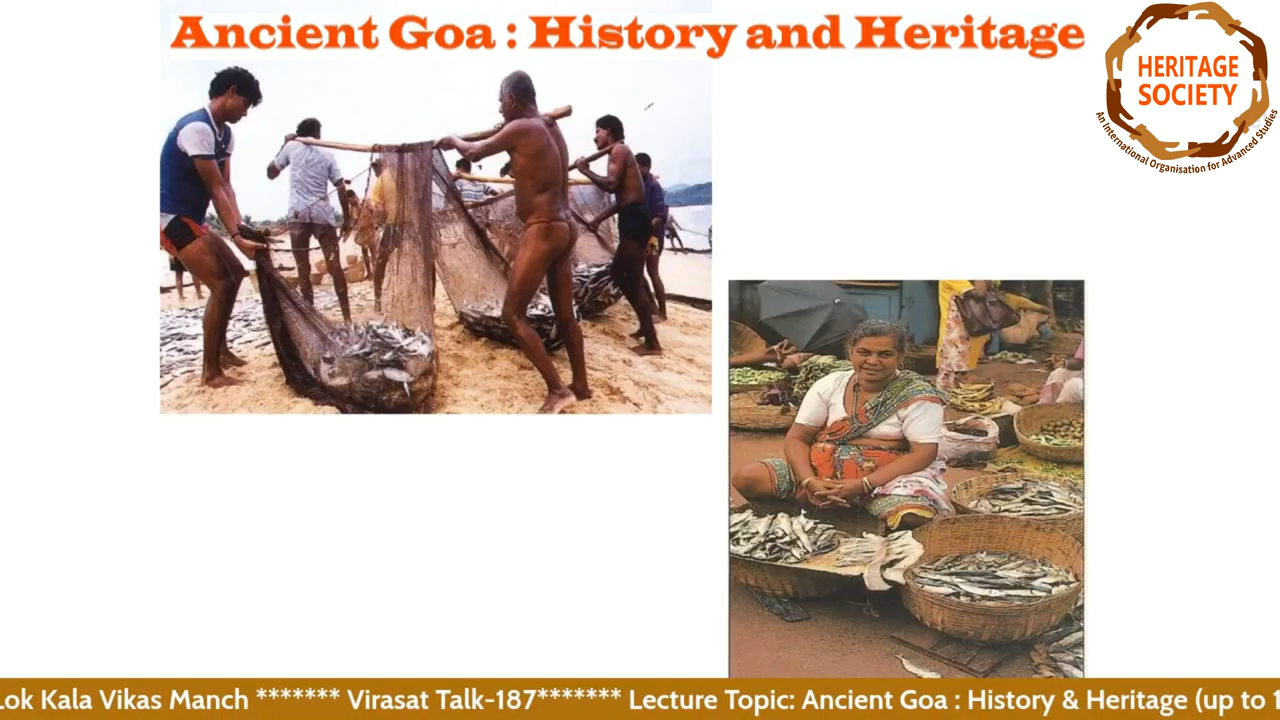 Ancient Goa : History and Heritage
HERITAGE
SOCIETY
An International Organisation for Advanced Studies
Lok Kala Vikas Manch ******* Virasat Talk-187******* Lecture Topic: Ancient Goa : History & Heritage (up to 1